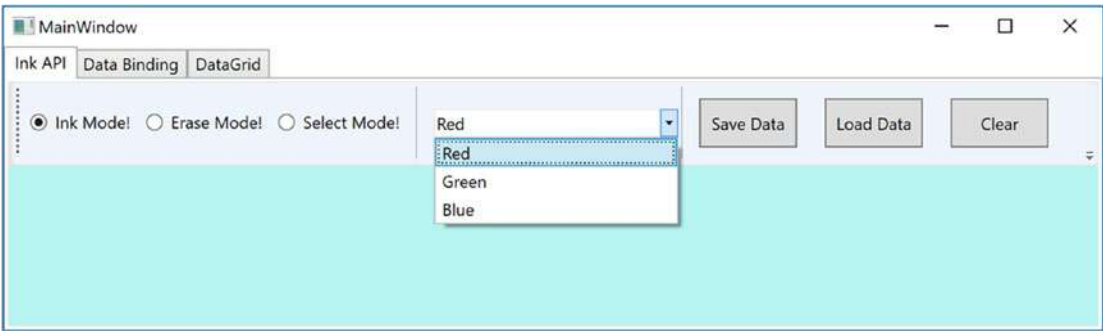 MainWindow
Ink API Data Binding DataGrid
Ink Mode! Erase Mode! Select Mode! Red Save Data Load Data Clear
Red
Green
Blue